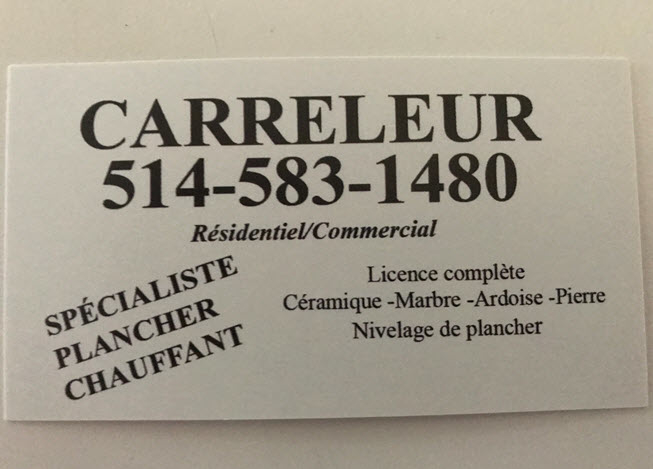 CARRELEUR
514-583-1480
Résidentiel/Commercial
SPÉCIALISTE
PLANCHER
CHAUFFANT
Licence complète
Céramique -Marbre -Ardoise -Pierre
Nivelage de plancher